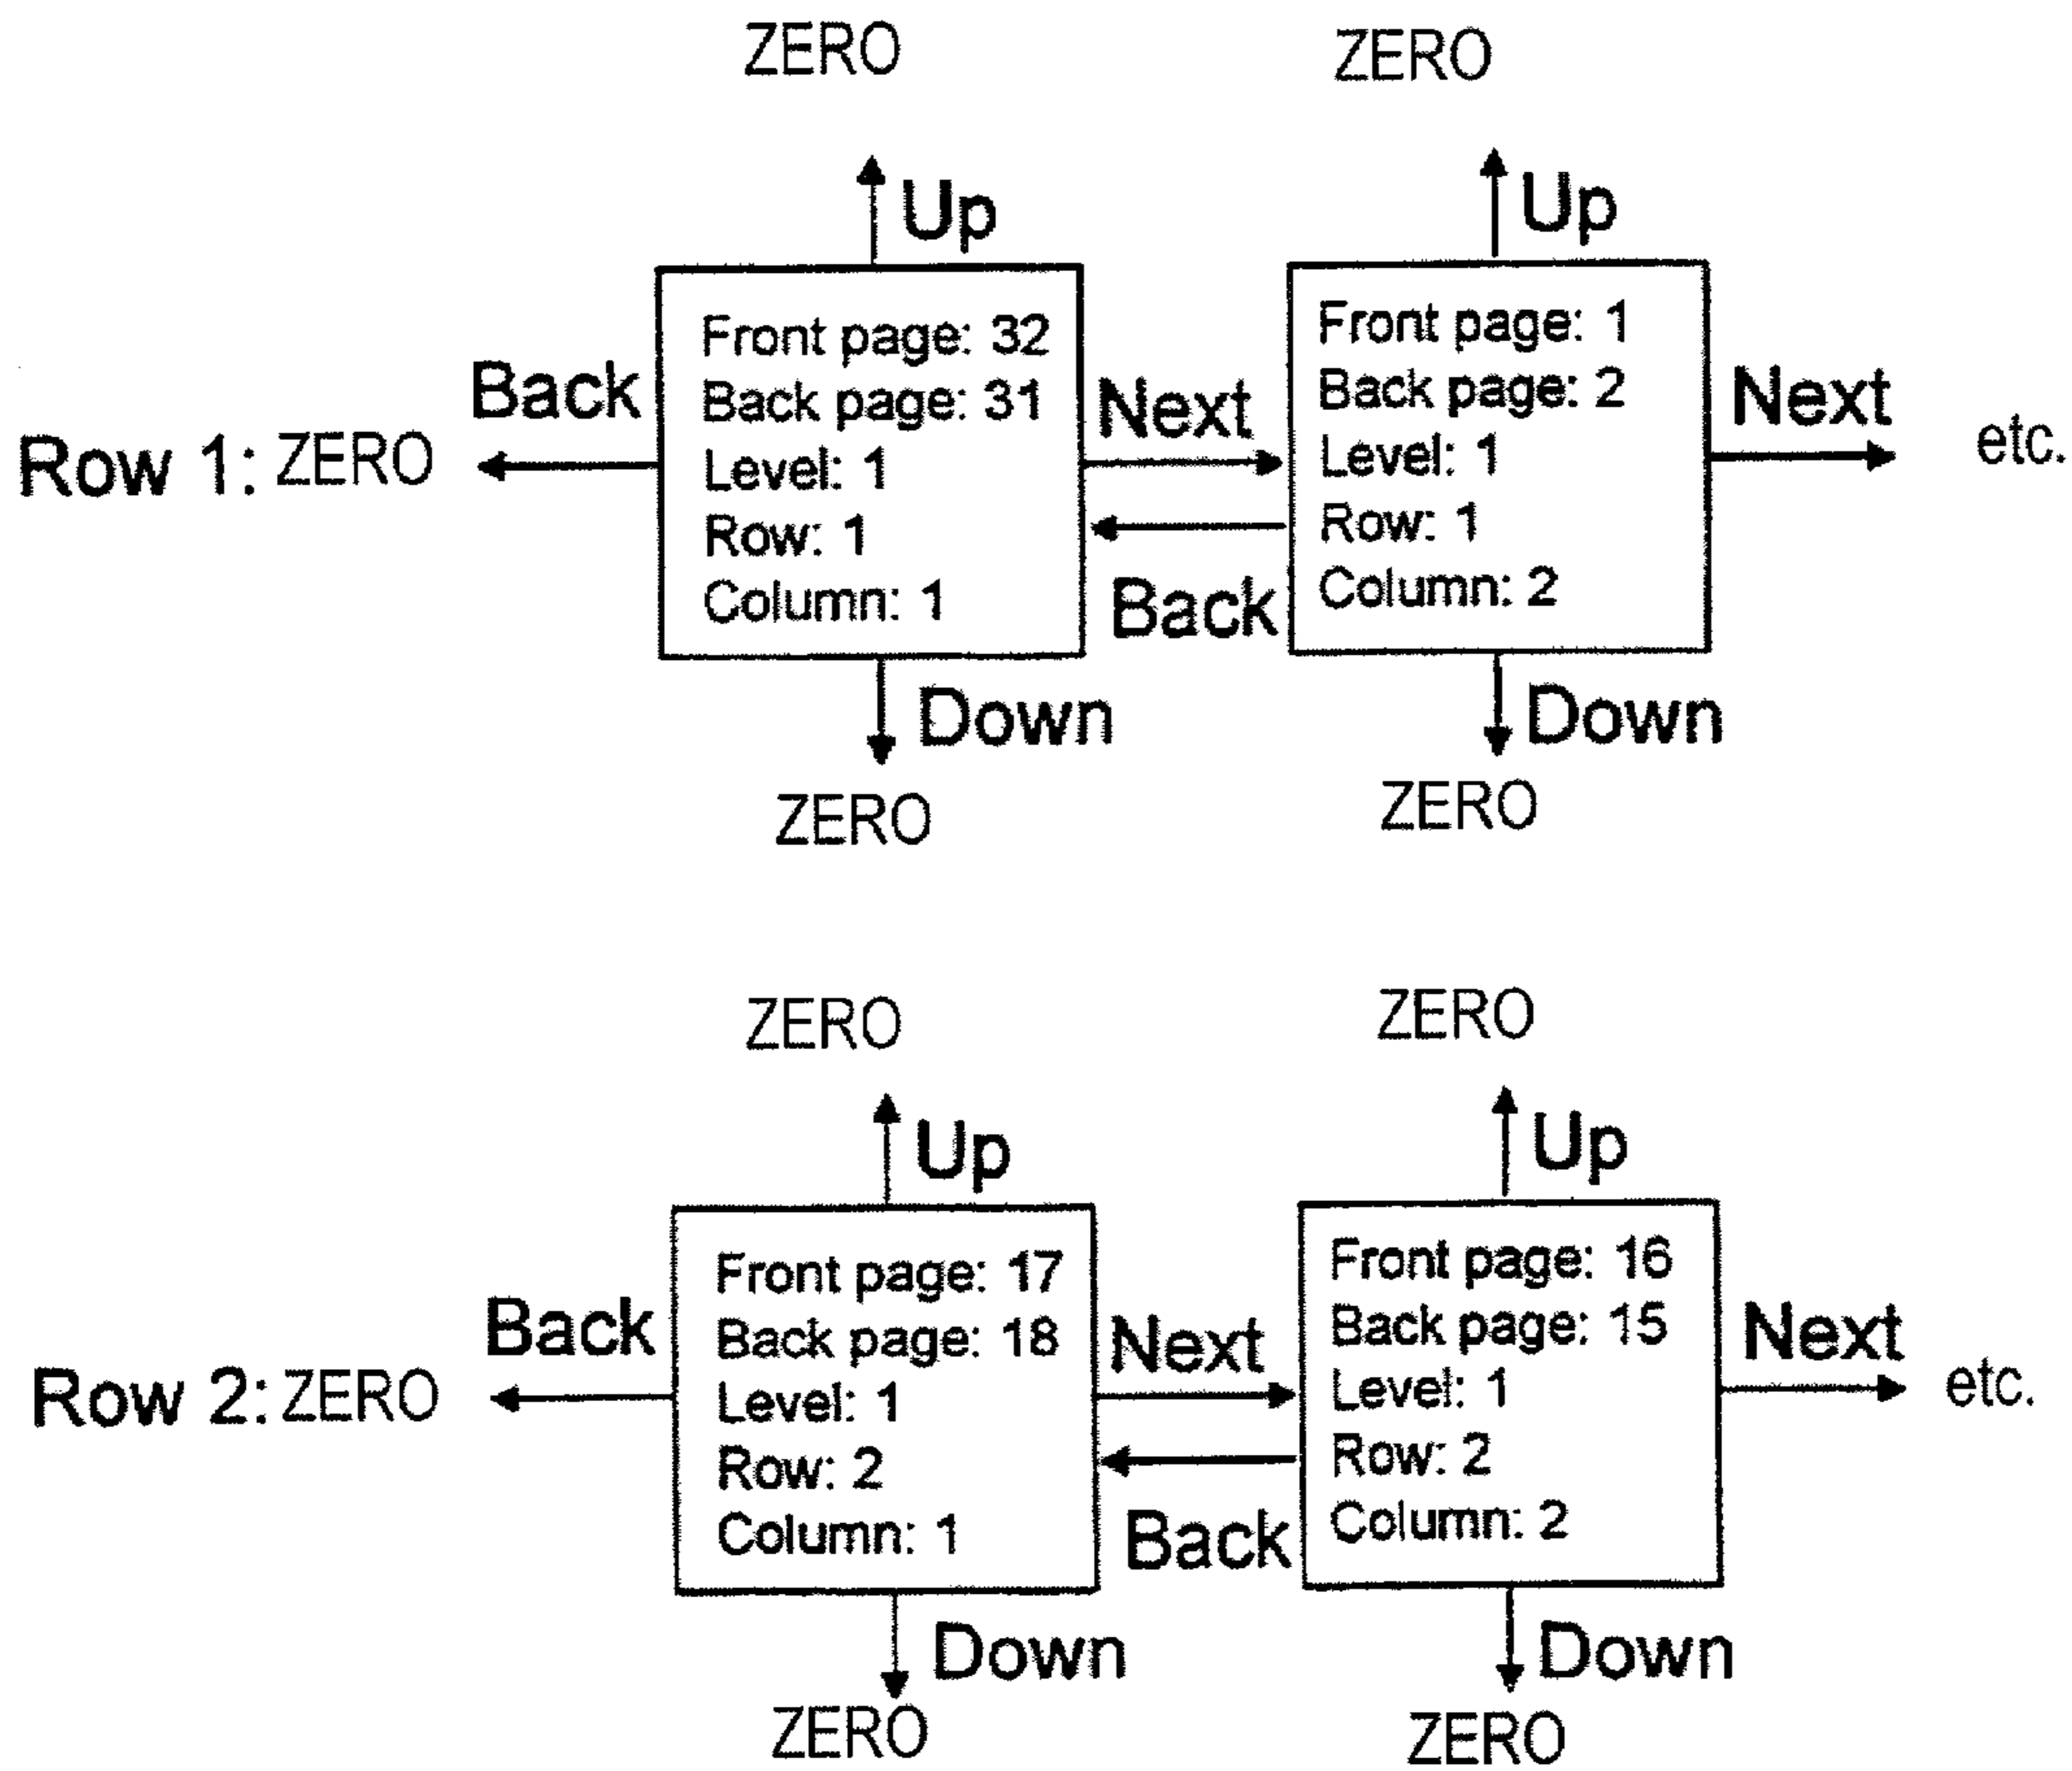 ZERO ZERO
Up Up
Front page: 32
Back page: 31
Level: 1
Row: 1
Column: 1
Front page: 1
Back page: 2
Level: 1
Row: 1
Column: 2
Back Next Next
Row 1: ZERO etc.
Back
Down Down
ZERO ZERO
ZERO ZERO
Up Up
Front page: 17
Back page: 18
Level: 1
Row: 2
Column: 1
Front page: 16
Back page: 15
Level: 1
Row: 2
Column: 2
Back Next Next
Row 2: ZERO etc.
Back
Down Down
ZERO ZERO